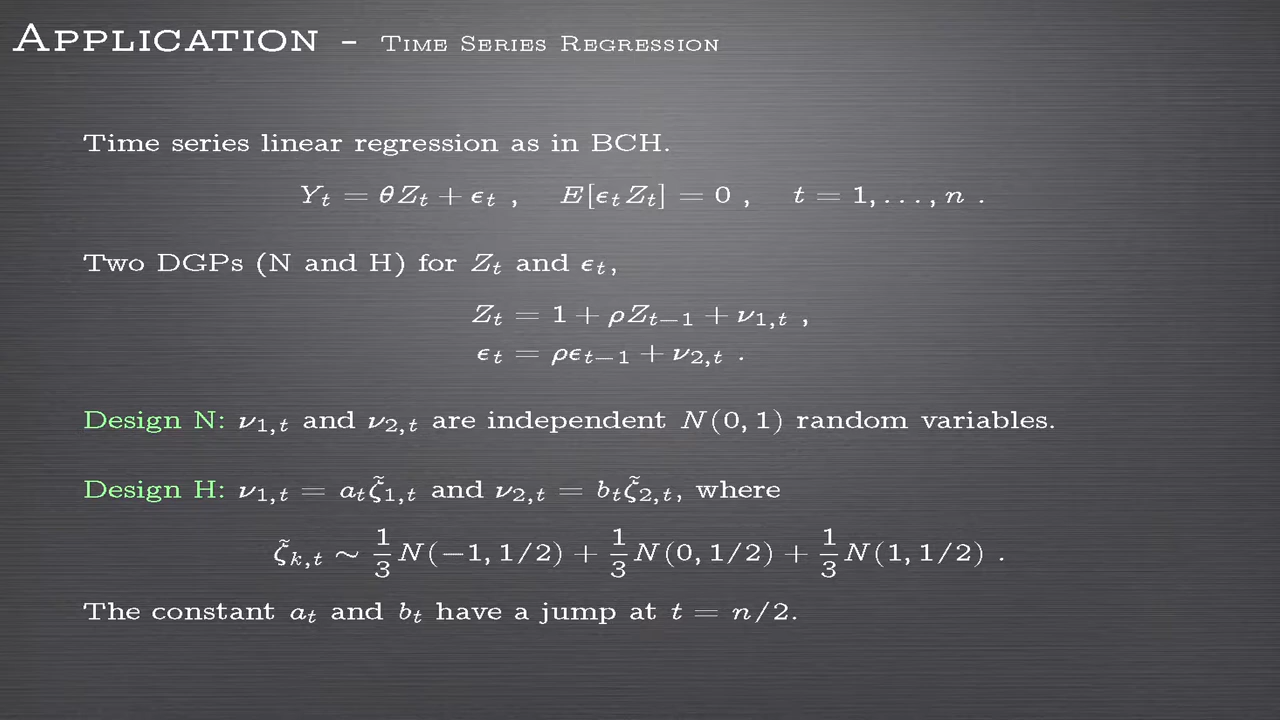 APPLICATION - TIME SERIES REGRESSION
Time series linear regression as in BCH.
Y_t = θZ_t + ϵ_t , E[ϵ_t Z_t] = 0 , t = 1, . . . , n .
Two DGPs (N and H) for Z_t and ϵ_t,
Z_t = 1 + ρZ_{t−1} + ν_{1,t} ,
ϵ_t = ρϵ_{t−1} + ν_{2,t} .
Design N: ν_{1,t} and ν_{2,t} are independent N(0, 1) random variables.
Design H: ν_{1,t} = a_t ζ̃_{1,t} and ν_{2,t} = b_t ζ̃_{2,t}, where
ζ̃_{k,t} ∼ 1/3 N(−1, 1/2) + 1/3 N(0, 1/2) + 1/3 N(1, 1/2) .
The constant a_t and b_t have a jump at t = n/2.